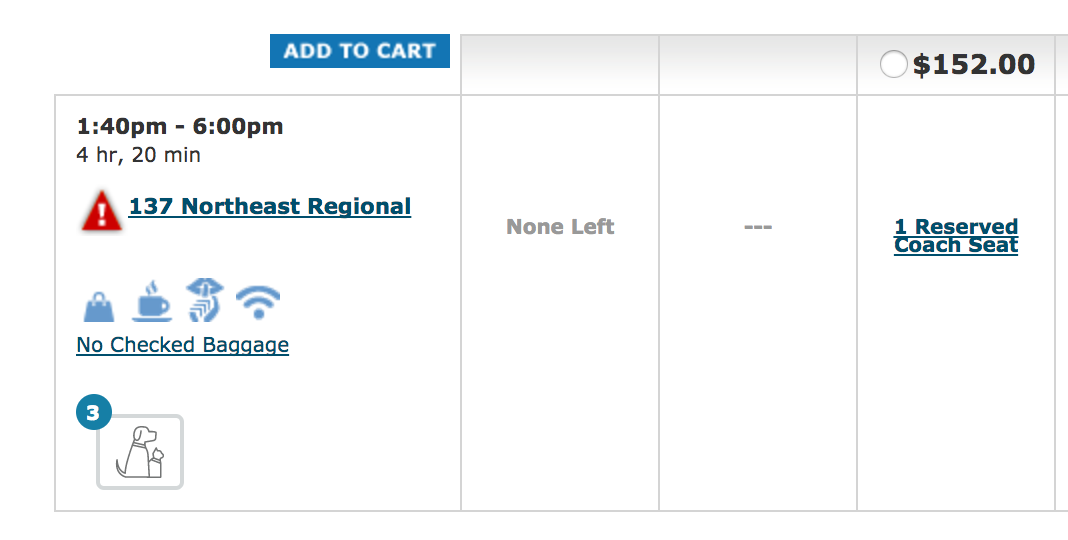 ADD TO CART
$152.00
1:40pm - 6:00pm
4 hr, 20 min
137 Northeast Regional
None Left
---
1 Reserved
Coach Seat
No Checked Baggage
3